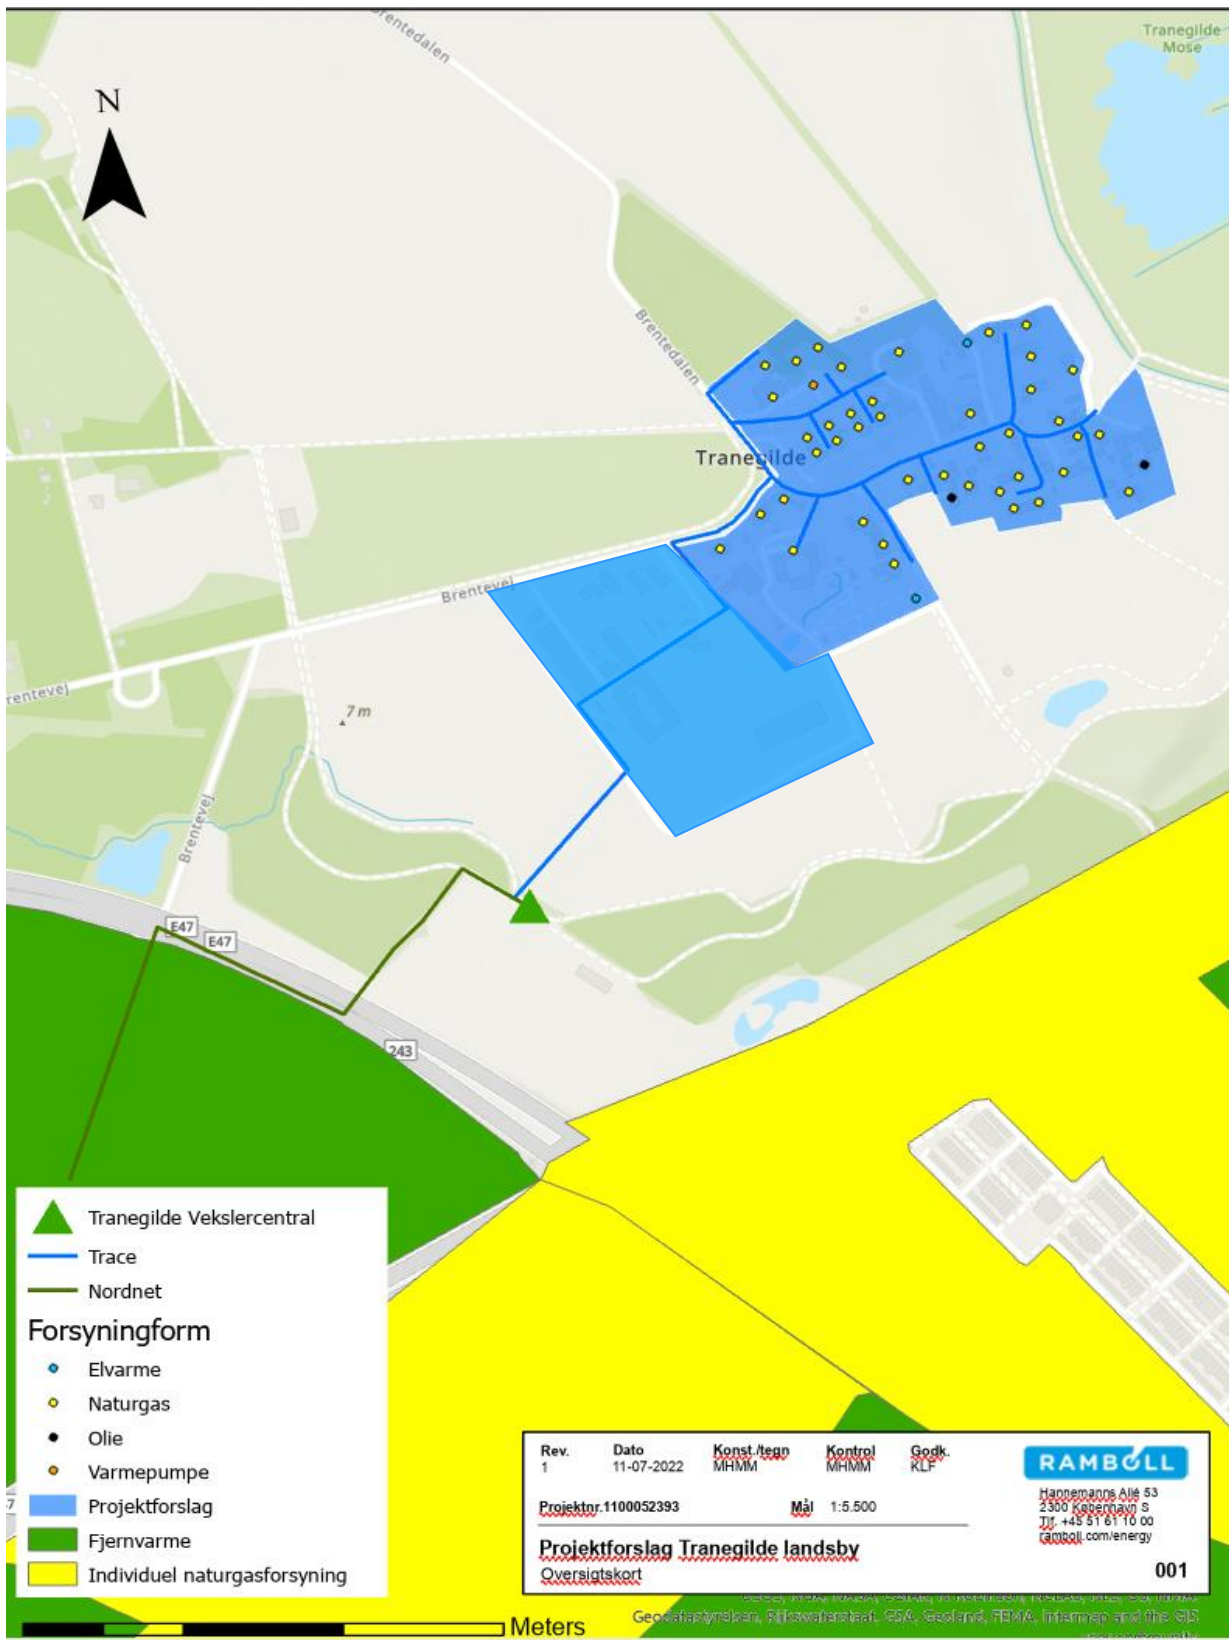 Brentedalen
Tranegilde
Mose
N
Brentedalen
Tranegilde
Brentevej
rentevej
7 m
Brentevej
E47
E47
243
Tranegilde Vekslercentral
Trace
Nordnet
Forsyningform
Elvarme
Naturgas
Olie
Varmepumpe
Projektforslag
Fjernvarme
Individuel naturgasforsyning
Meters
Rev. Dato Konst./tegn Kontrol Godk.
1 11-07-2022 MHMM MHMM KLF
Projektnr.1100052393 Mål 1:5.500
Projektforslag Tranegilde landsby
Oversigtskort
RAMBOLL
Hannemanns Allé 53
2300 København S
Tlf. +45 51 61 10 00
ramboll.com/energy
001
Geodatastyrelsen, Rijkswaterstaat, GSA, Geoland, FEMA, Intermap and the GIS